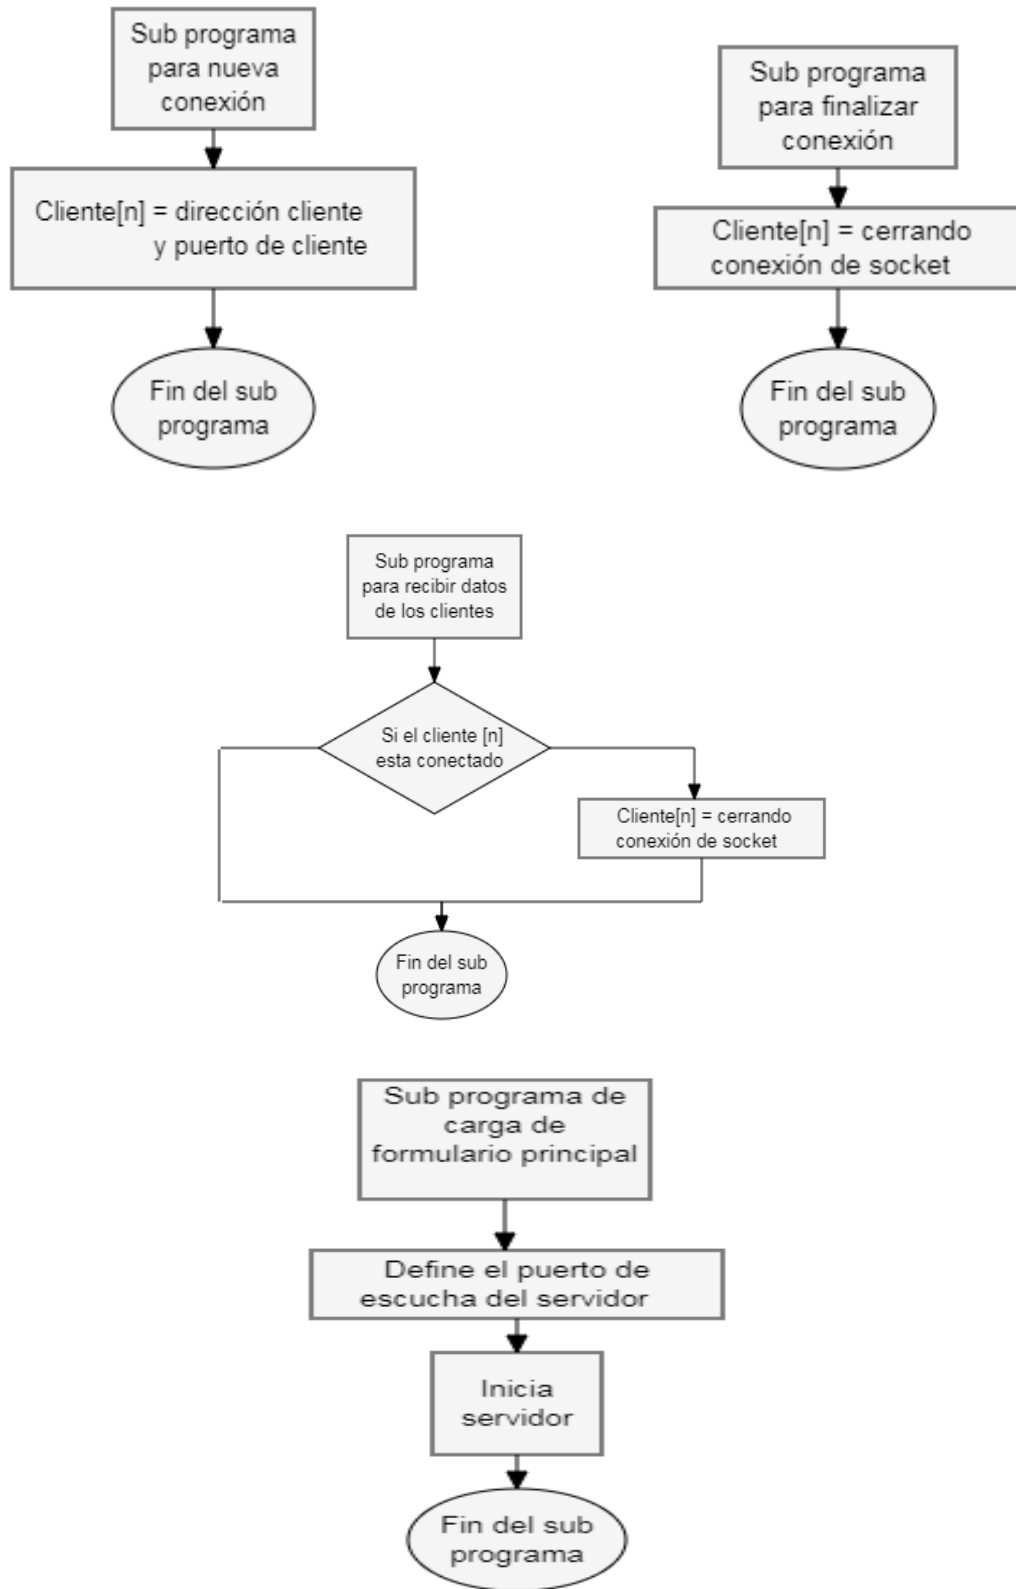 Sub programa
para nueva
conexión
Cliente[n] = dirección cliente
y puerto de cliente
Fin del sub
programa
Sub programa
para finalizar
conexión
Cliente[n] = cerrando
conexión de socket
Fin del sub
programa
Sub programa
para recibir datos
de los clientes
Si el cliente [n]
esta conectado
Cliente[n] = cerrando
conexión de socket
Fin del sub
programa
Sub programa de
carga de
formulario principal
Define el puerto de
escucha del servidor
Inicia
servidor
Fin del sub
programa